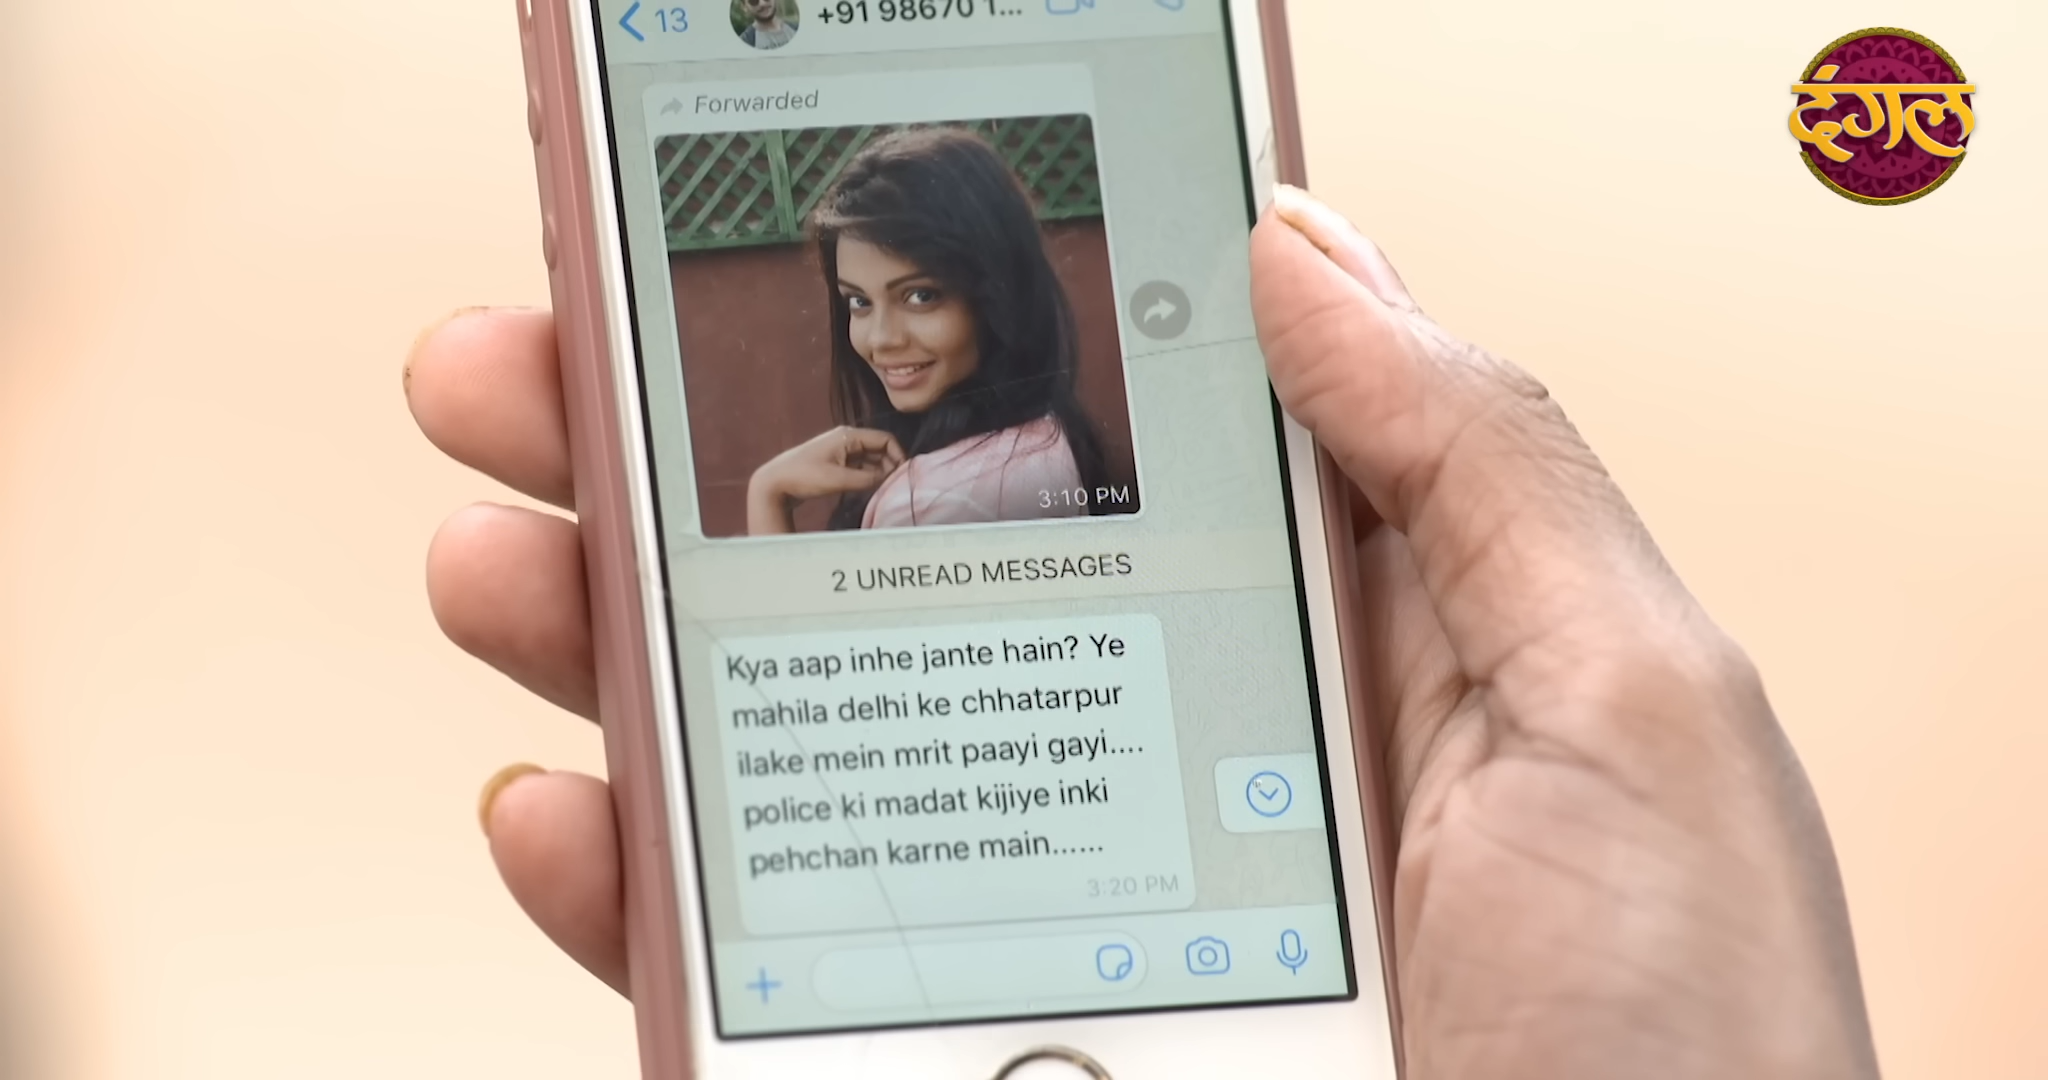 13
+91 98670 1...
दंगल
Forwarded
3:10 PM
2 UNREAD MESSAGES
Kya aap inhe jante hain? Ye
mahila delhi ke chhatarpur
ilake mein mrit paayi gayi....
police ki madat kijiye inki
pehchan karne main......
3:20 PM